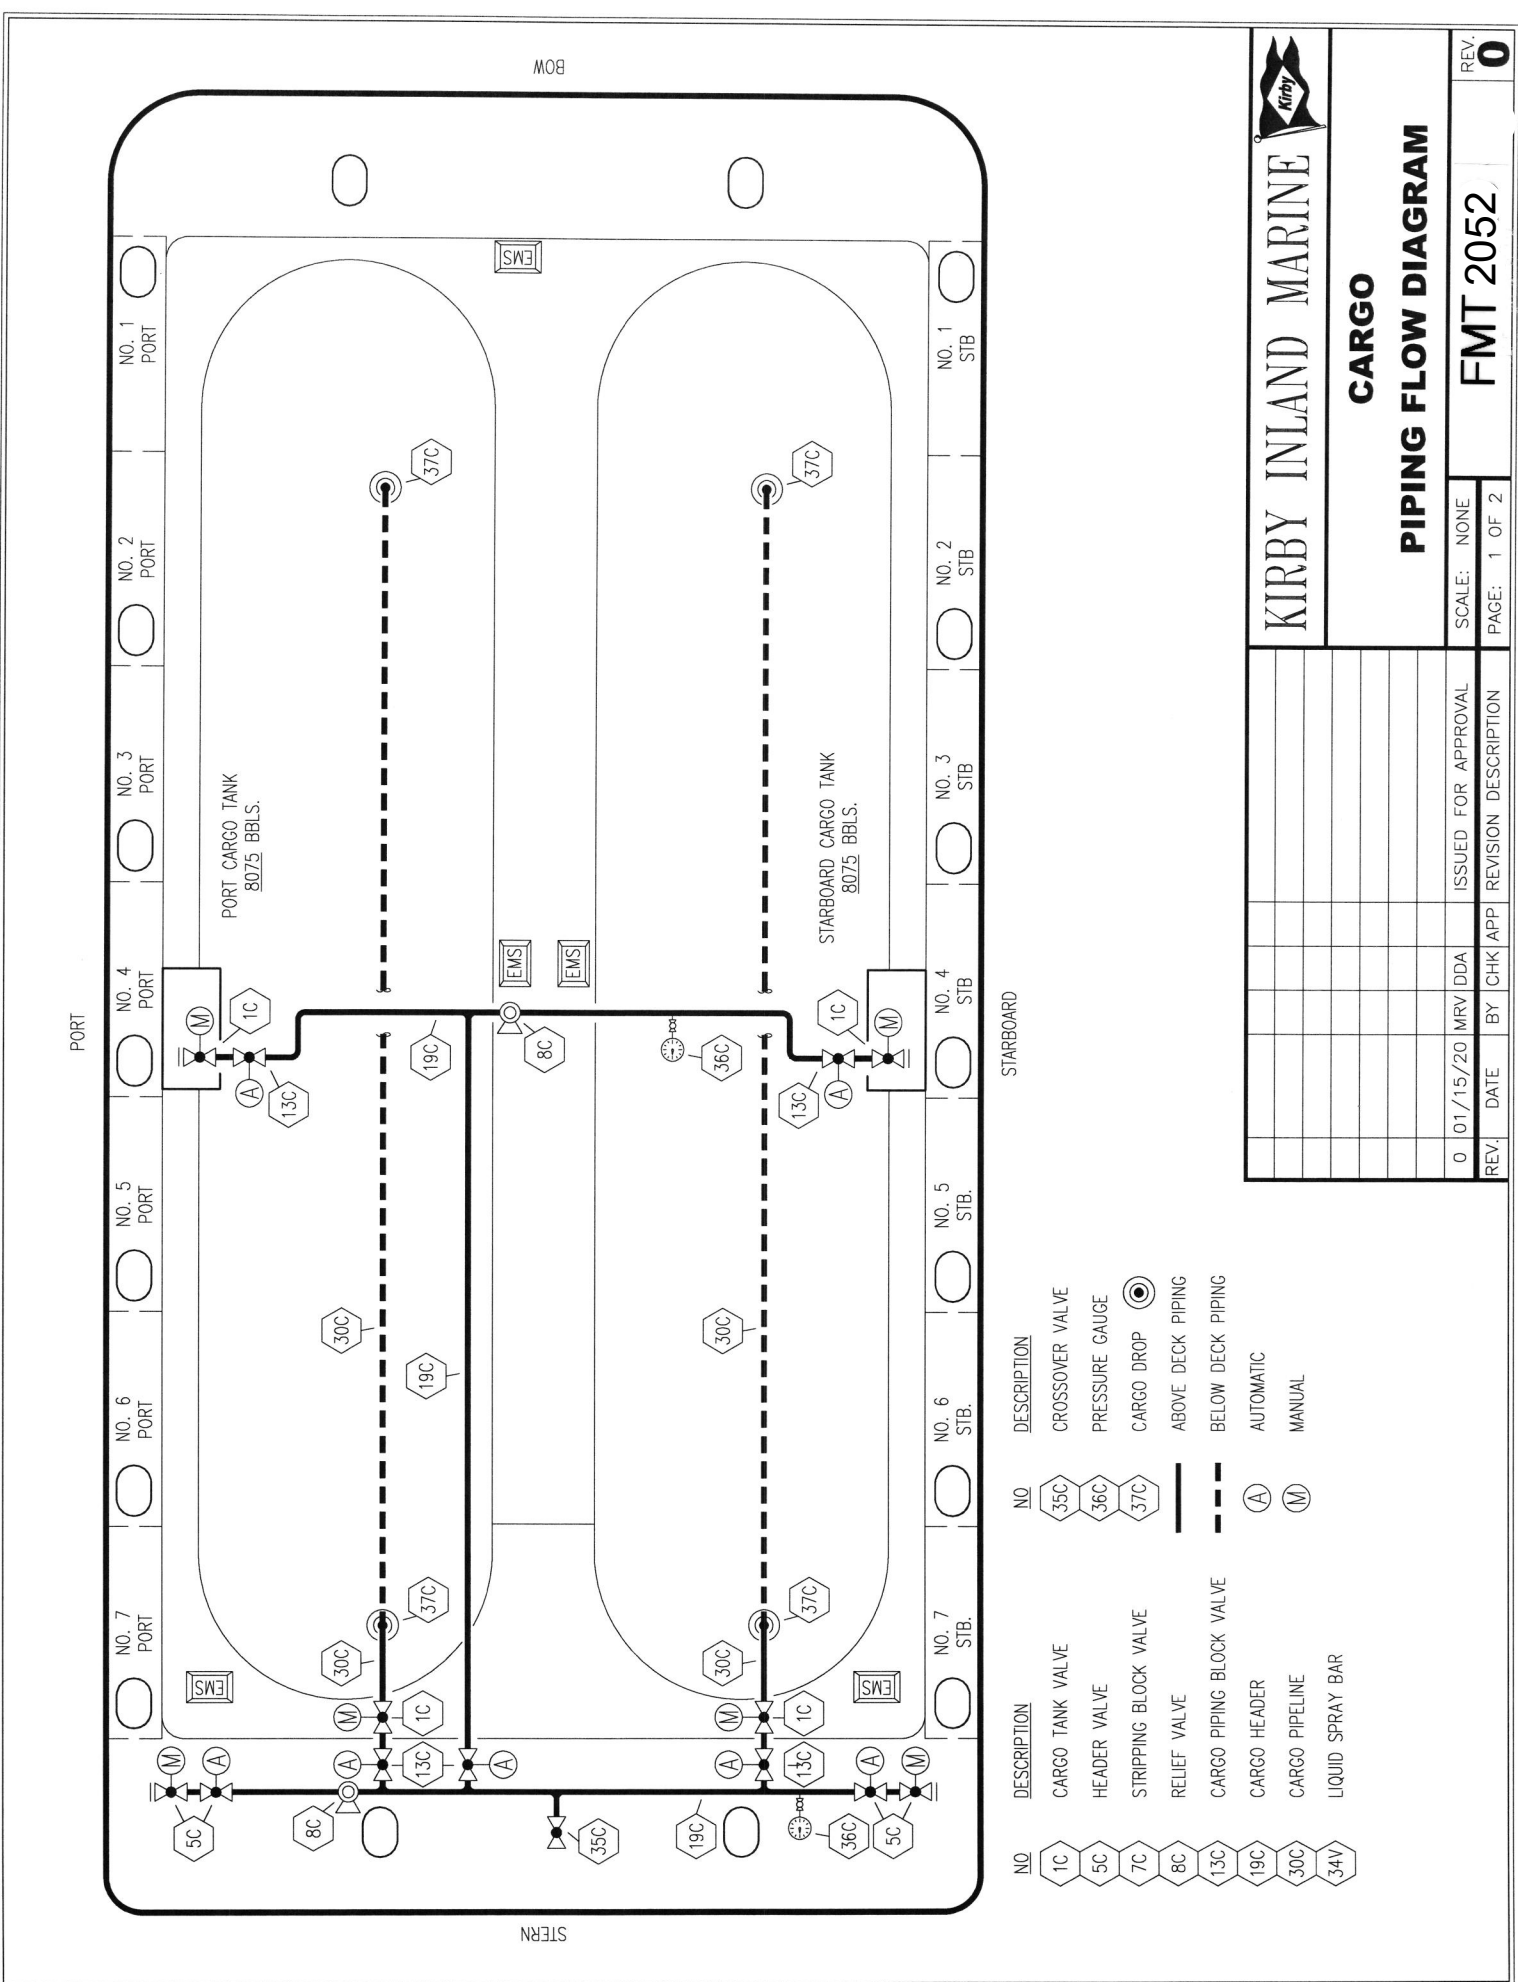 PORT
BOW
STERN
STARBOARD
NO. 7
PORT
NO. 6
PORT
NO. 5
PORT
NO. 4
PORT
NO. 3
PORT
NO. 2
PORT
NO. 1
PORT
EMS
M
A
5C
8C
M
1C
A
13C
A
30C
37C
30C
19C
M
1C
A
13C
19C
8C
EMS
EMS
EMS
PORT CARGO TANK
8075 BBLS.
37C
35C
19C
36C
A
M
5C
A
13C
M
1C
30C
37C
30C
36C
13C
A
1C
M
STARBOARD CARGO TANK
8075 BBLS.
37C
EMS
NO. 7
STB.
NO. 6
STB.
NO. 5
STB.
NO. 4
STB
NO. 3
STB
NO. 2
STB
NO. 1
STB
NO DESCRIPTION
1C CARGO TANK VALVE
5C HEADER VALVE
7C STRIPPING BLOCK VALVE
8C RELIEF VALVE
13C CARGO PIPING BLOCK VALVE
19C CARGO HEADER
30C CARGO PIPELINE
34V LIQUID SPRAY BAR
NO DESCRIPTION
35C CROSSOVER VALVE
36C PRESSURE GAUGE
37C CARGO DROP
ABOVE DECK PIPING
BELOW DECK PIPING
A AUTOMATIC
M MANUAL
0 01/15/20 MRV DDA ISSUED FOR APPROVAL
REV. DATE BY CHK APP REVISION DESCRIPTION
KIRBY INLAND MARINE
Kirby
CARGO
PIPING FLOW DIAGRAM
SCALE: NONE
PAGE: 1 OF 2
FMT 2052
REV.
0